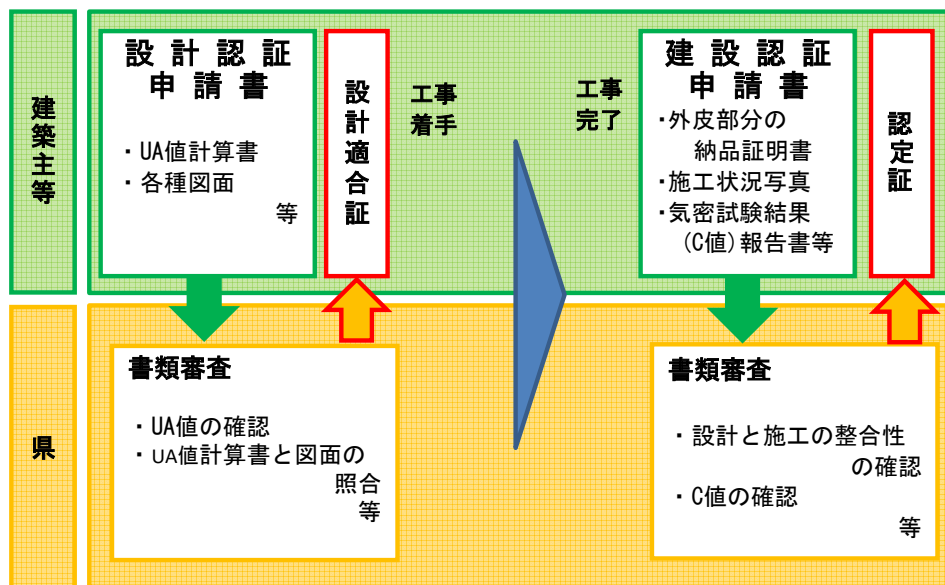 建築主等
設計認証
申請書
・UA値計算書
・各種図面
等
設計適合証
工事
着手
工事
完了
建設認証
申請書
・外皮部分の
納品証明書
・施工状況写真
・気密試験結果
(C値)報告書等
認定証
県
書類審査
・UA値の確認
・UA値計算書と図面の
照合
等
書類審査
・設計と施工の整合性
の確認
・C値の確認
等